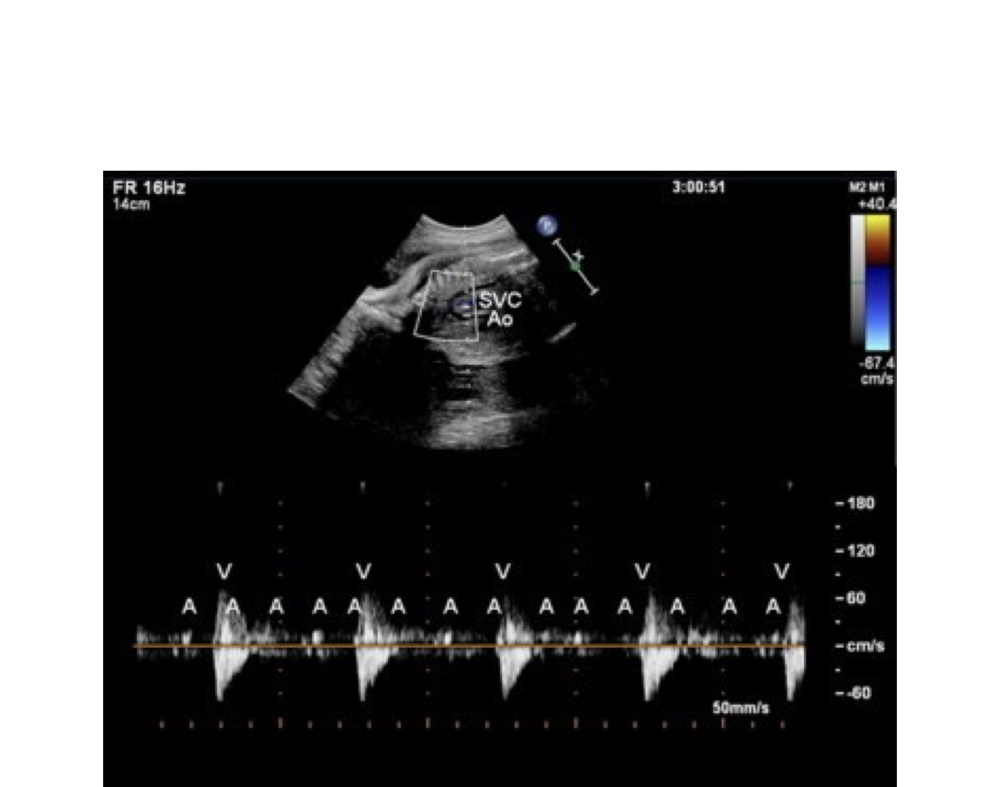 FR 16Hz
14cm
3:00:51
M2 M1
+40.4
SVC
Ao
-67.4
cm/s
180
120
V V V V V
60
A A A A A A A A A A A A A A
cm/s
-60
50mm/s